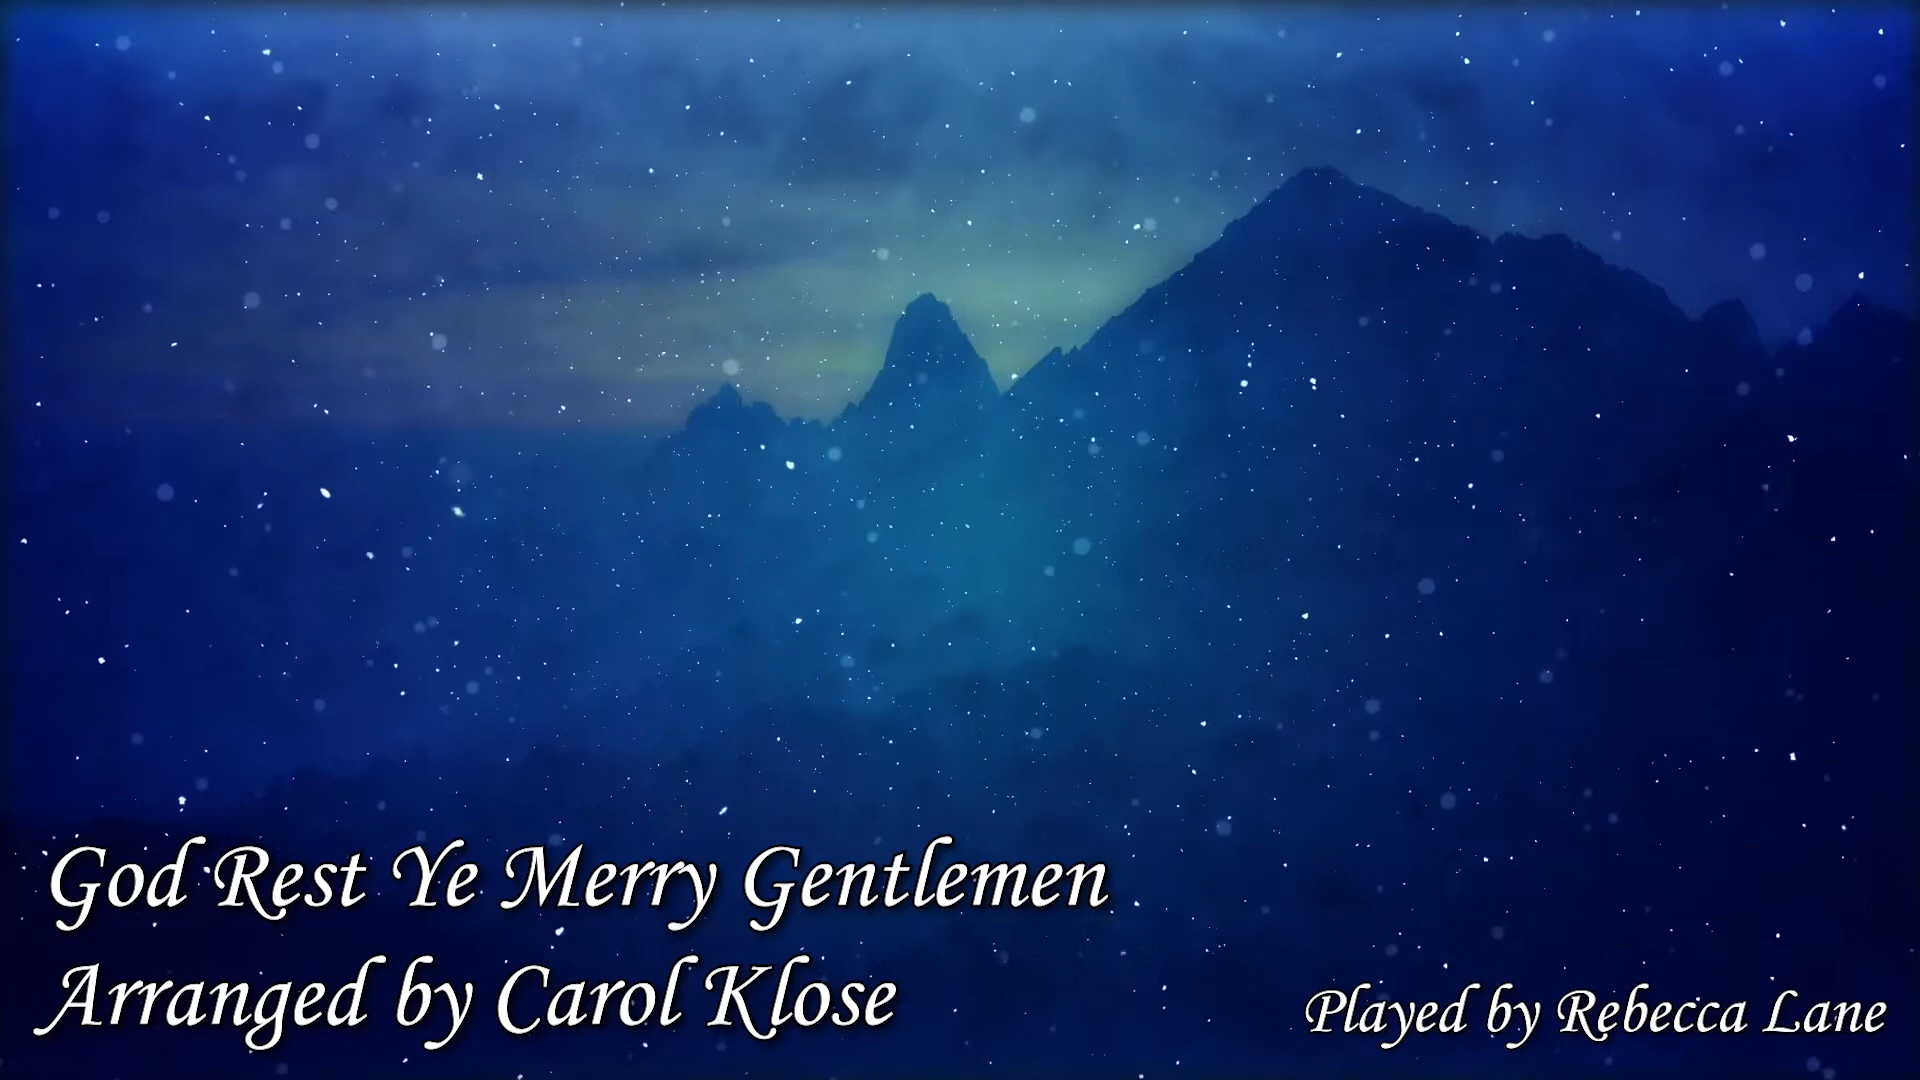 God Rest Ye Merry Gentlemen
Arranged by Carol Klose
Played by Rebecca Lane